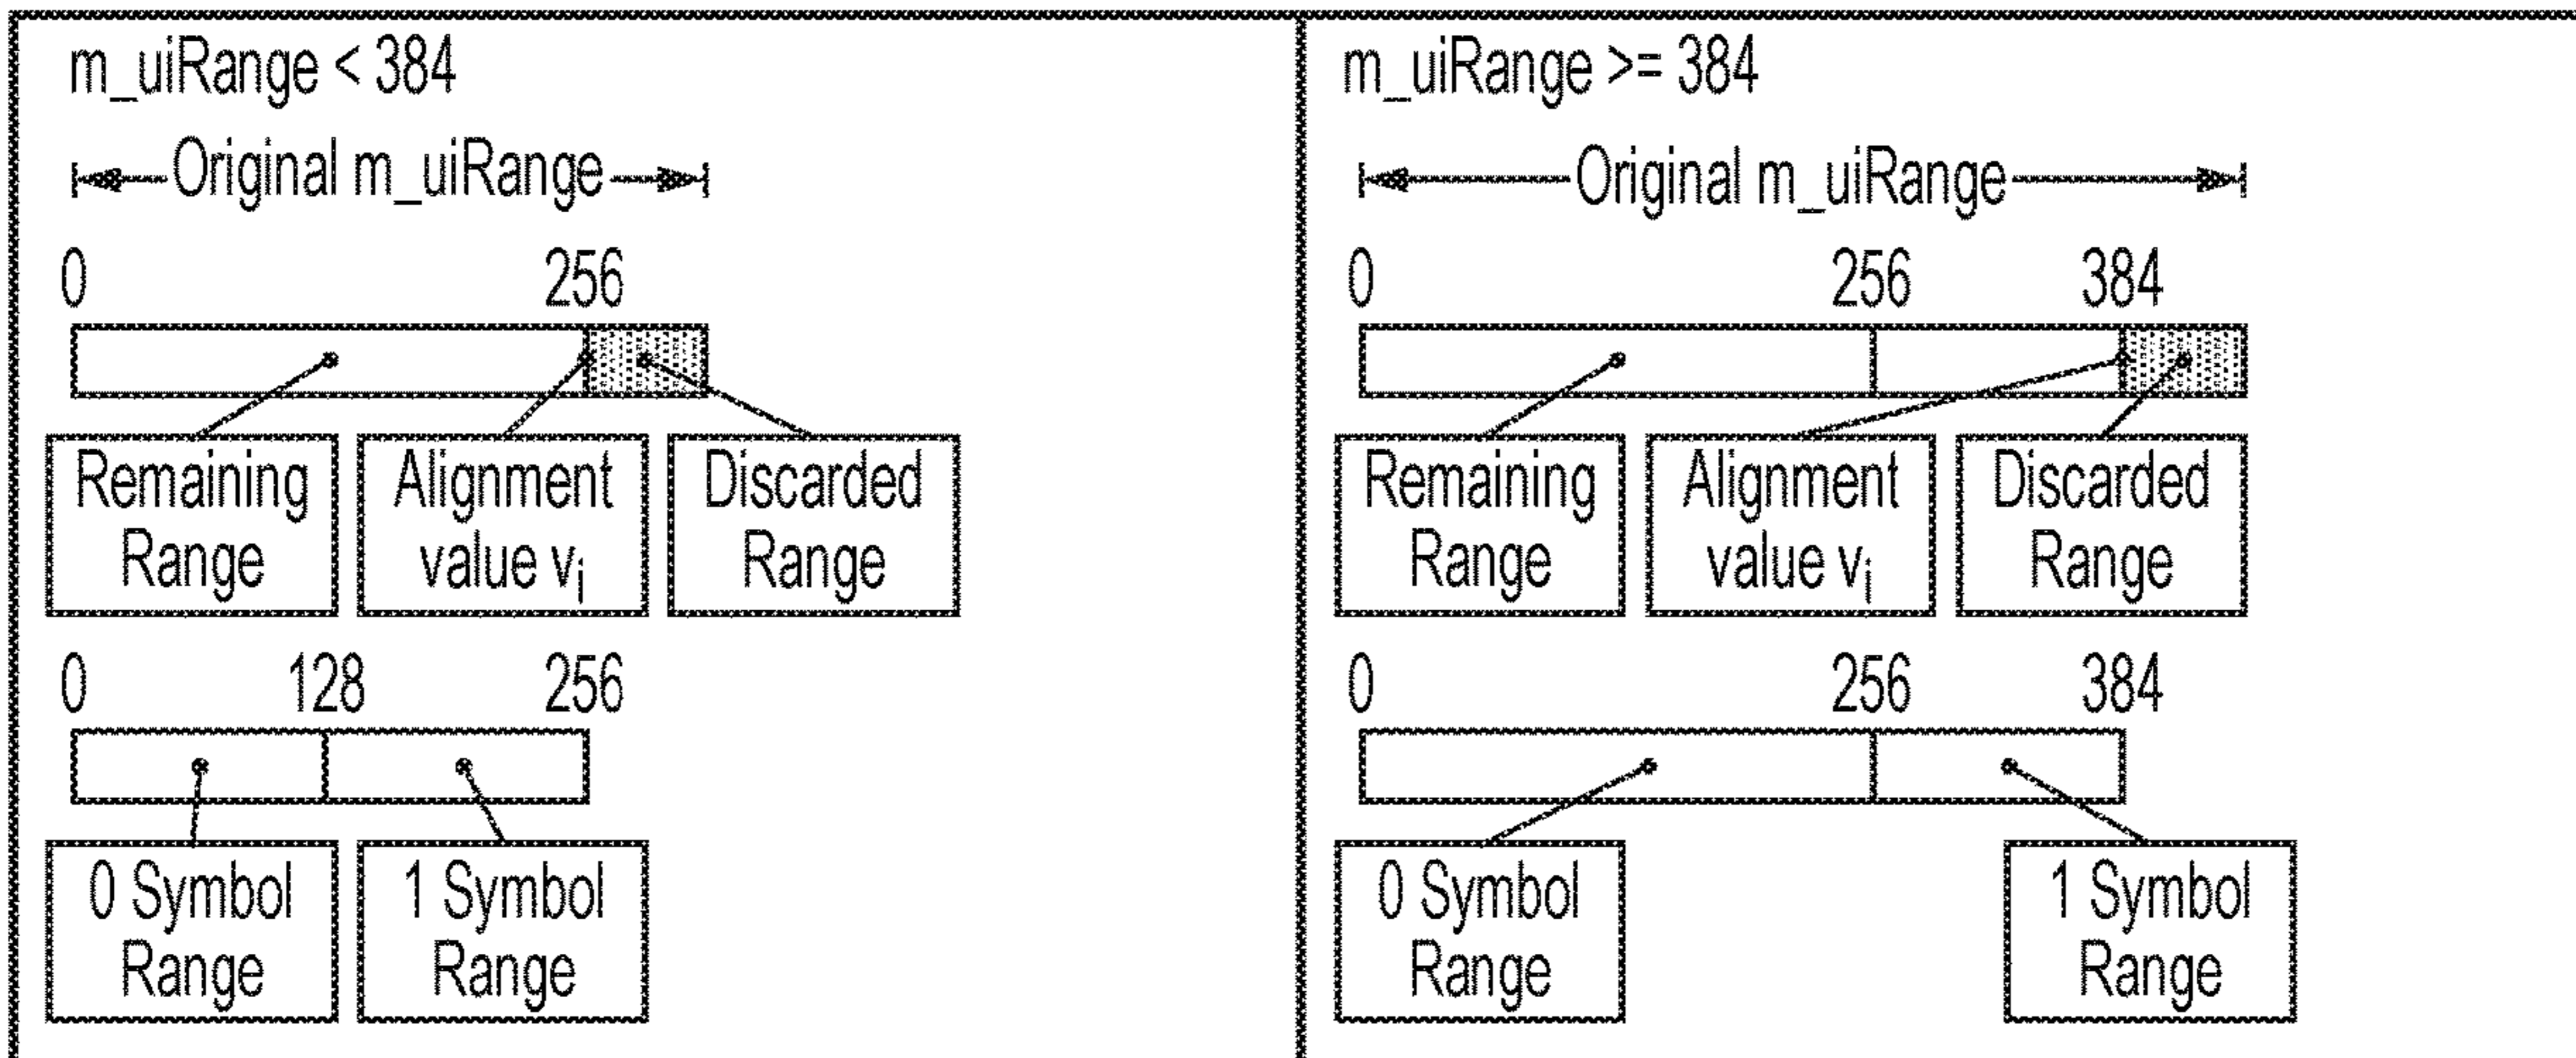 m_uiRange < 384
Original m_uiRange
0 256
Remaining
Range
Alignment
value vi
Discarded
Range
0 128 256
0 Symbol
Range
1 Symbol
Range
m_uiRange >= 384
Original m_uiRange
0 256 384
Remaining
Range
Alignment
value vi
Discarded
Range
0 256 384
0 Symbol
Range
1 Symbol
Range